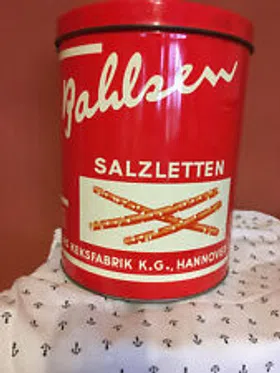 Bahlsen
SALZLETTEN
KEKSFABRIK K.G., HANNOVER